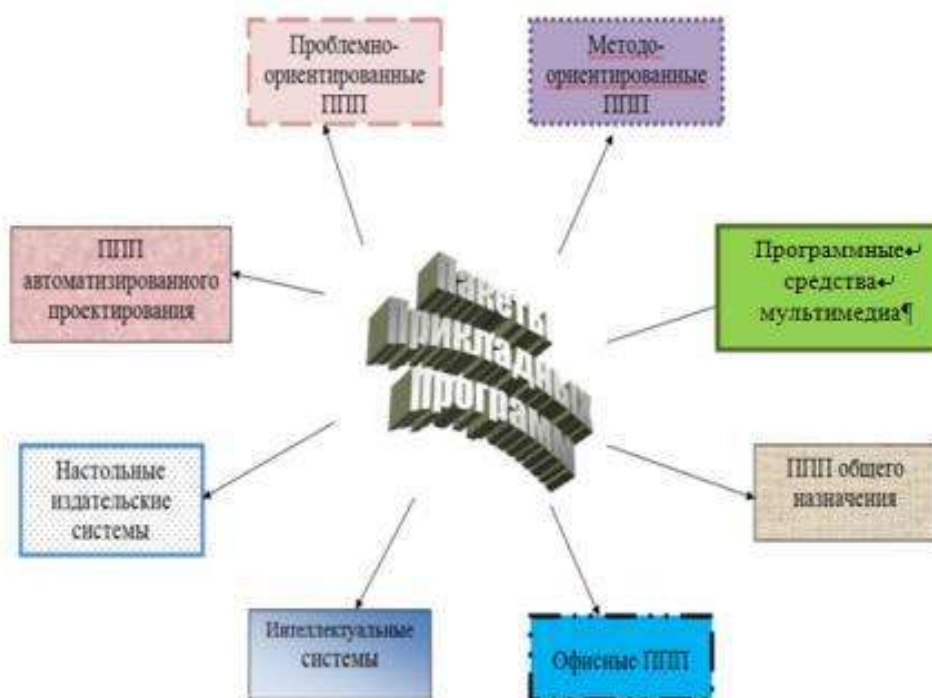 Проблемно-
ориентированные
ППП
Методо-
ориентированные
ППП
ППП
автоматизированного
проектирования
Программные↵
средства↵
мультимедиа¶
Пакеты
Прикладных
Программ
Настольные
издательские
системы
ППП общего
назначения
Интеллектуальные
системы
Офисные ППП